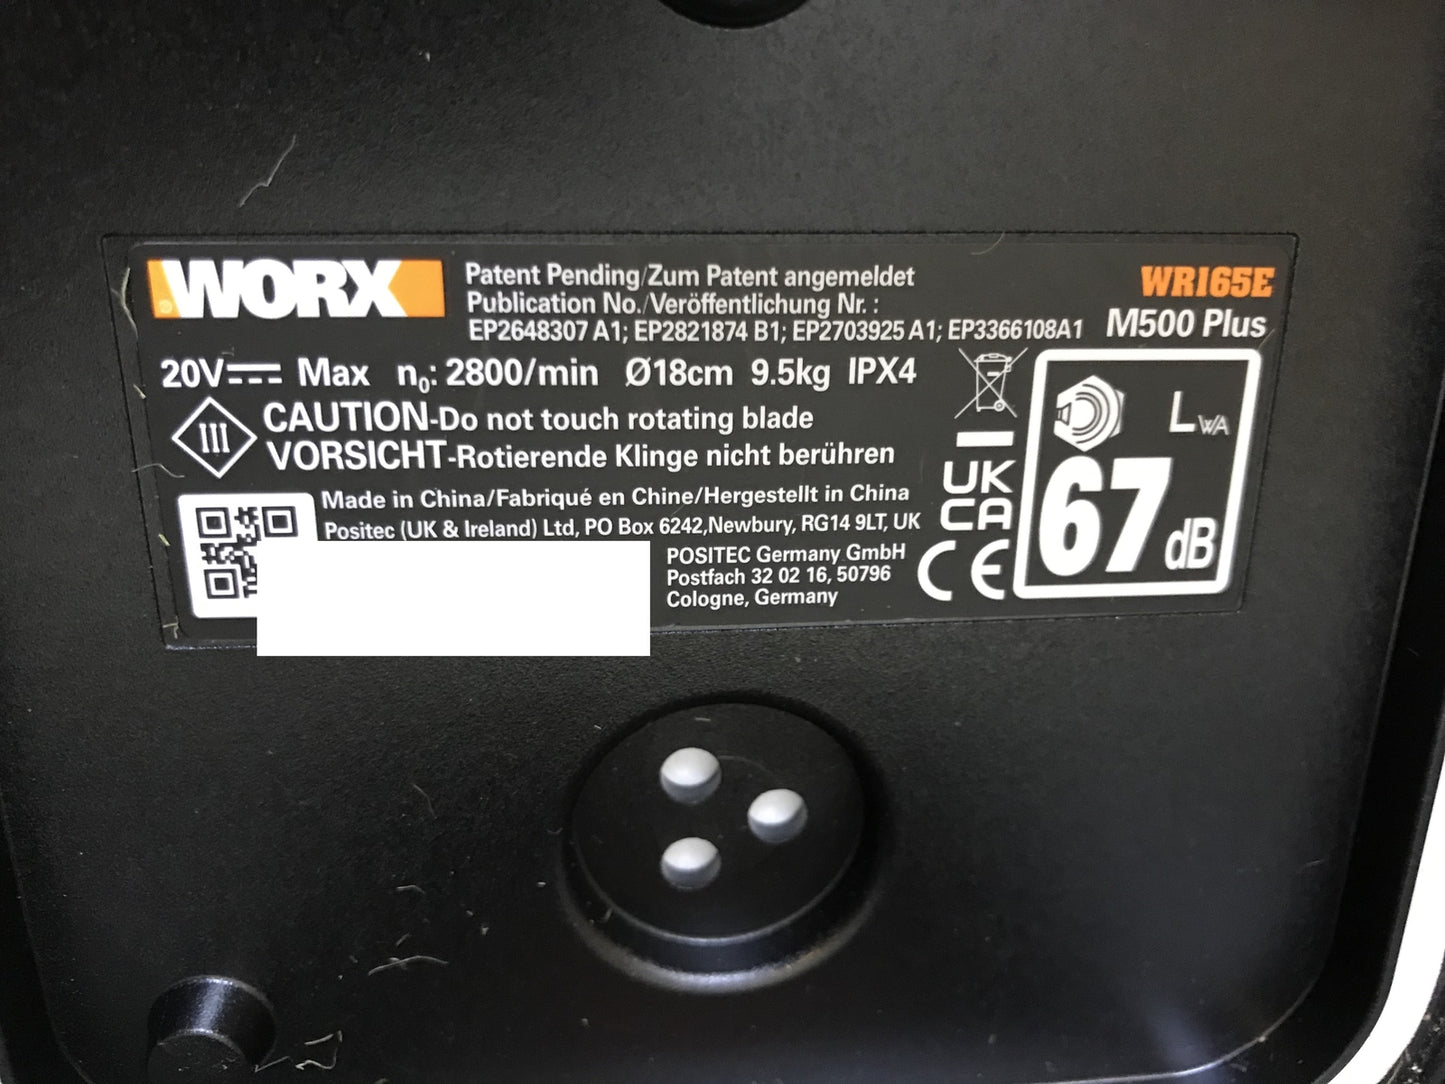 WORX
Patent Pending/Zum Patent angemeldet
Publication No./Veröffentlichung Nr. :
EP2648307 A1; EP2821874 B1; EP2703925 A1; EP3366108A1
WR165E
M500 Plus
20V⎓ Max n₀: 2800/min Ø18cm 9.5kg IPX4
III
CAUTION-Do not touch rotating blade
VORSICHT-Rotierende Klinge nicht berühren
Made in China/Fabriqué en Chine/Hergestellt in China
Positec (UK & Ireland) Ltd, PO Box 6242,Newbury, RG14 9LT, UK
POSITEC Germany GmbH
Postfach 32 02 16, 50796
Cologne, Germany
UK
CA
CE
LWA
67dB